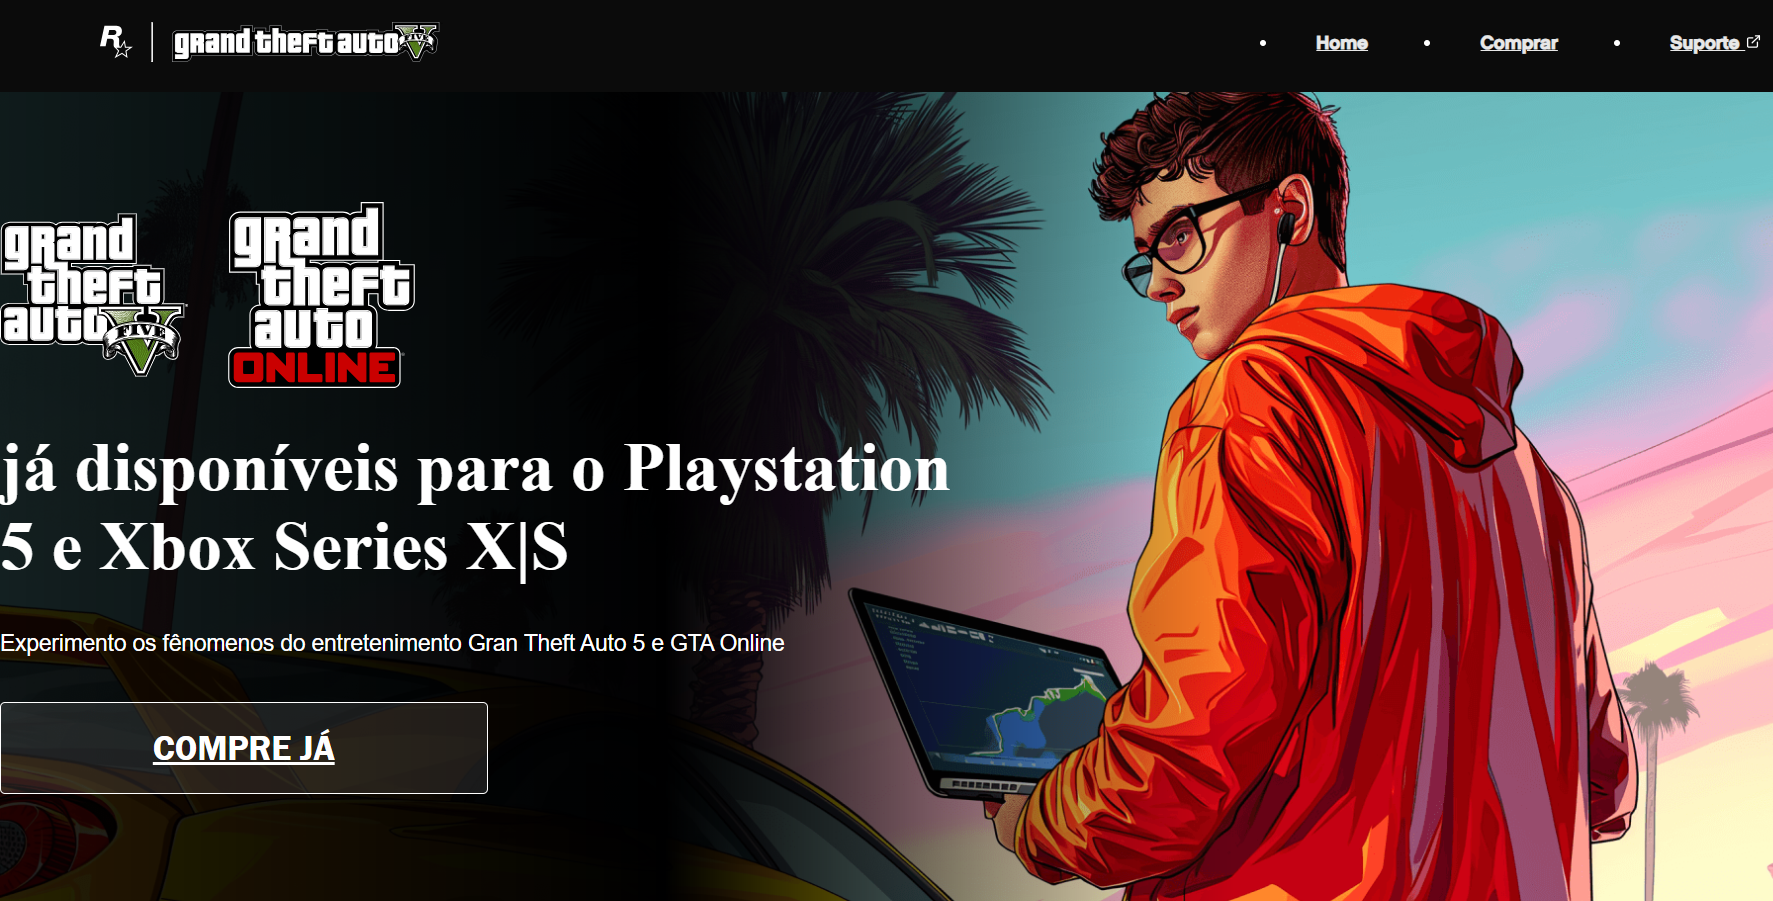 R
grand theft auto V
FIVE
Home
Comprar
Suporte
grand
theft
auto V
FIVE
grand
theft
auto
ONLINE
já disponíveis para o Playstation
5 e Xbox Series X|S
Experimento os fênomenos do entretenimento Gran Theft Auto 5 e GTA Online
COMPRE JÁ